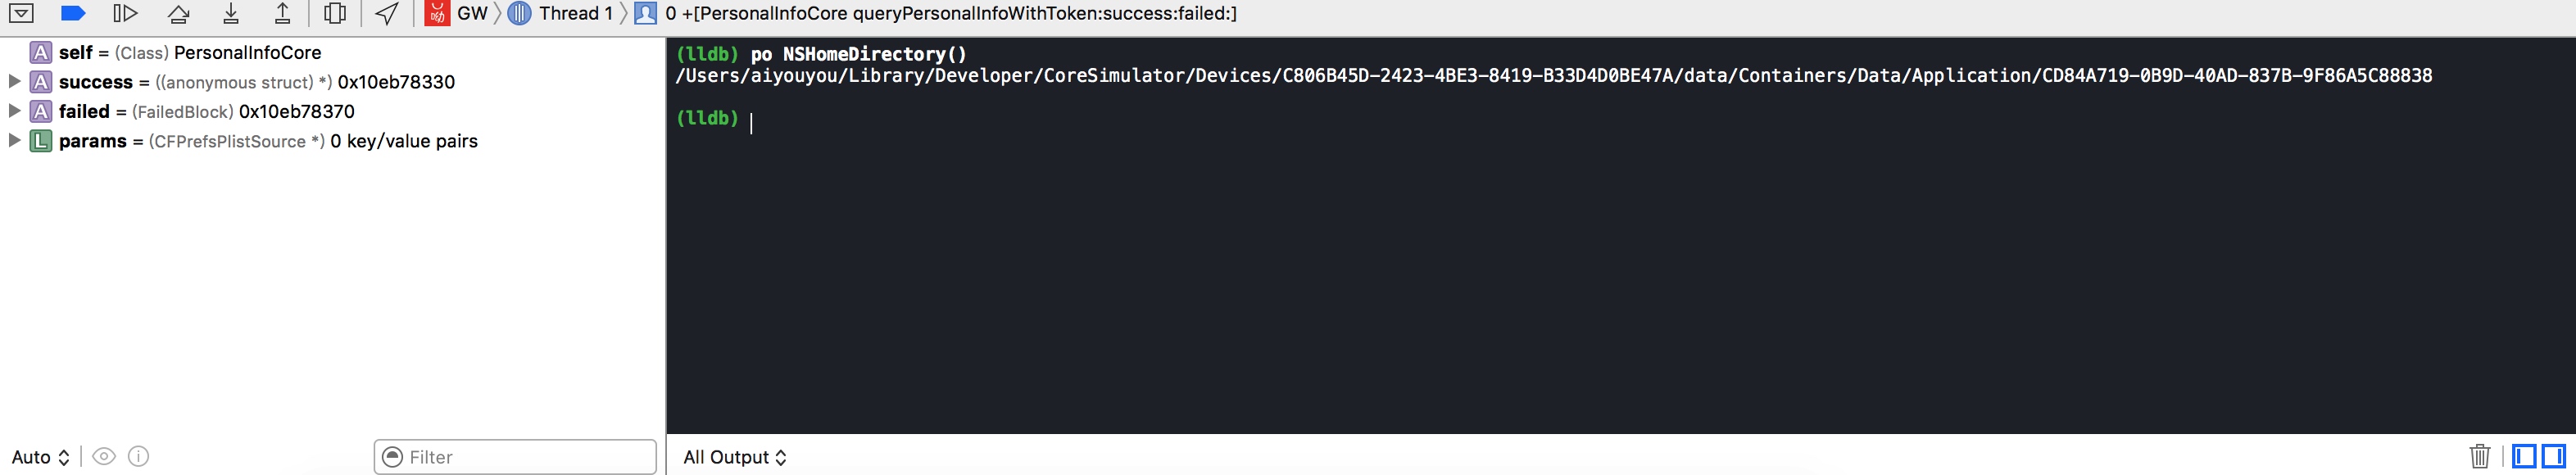 GW
Thread 1
0 +[PersonalInfoCore queryPersonalInfoWithToken:success:failed:]
A self = (Class) PersonalInfoCore
A success = ((anonymous struct) *) 0x10eb78330
A failed = (FailedBlock) 0x10eb78370
L params = (CFPrefsPlistSource *) 0 key/value pairs
(lldb) po NSHomeDirectory()
/Users/aiyouyou/Library/Developer/CoreSimulator/Devices/C806B45D-2423-4BE3-8419-B33D4D0BE47A/data/Containers/Data/Application/CD84A719-0B9D-40AD-837B-9F86A5C88838
(lldb)
Auto
Filter
All Output